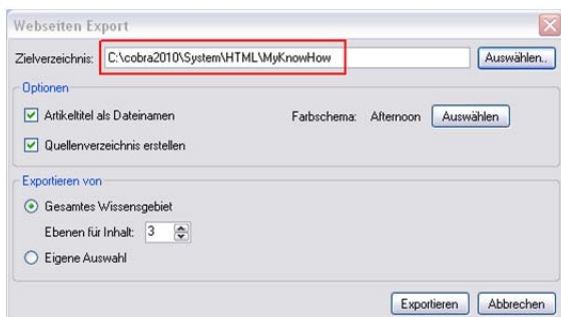 Webseiten Export
Zielverzeichnis: C:\cobra2010\System\HTML\MyKnowHow Auswählen..
Optionen
Artikeltitel als Dateinamen Farbschema: Afternoon Auswählen
Quellenverzeichnis erstellen
Exportieren von
Gesamtes Wissensgebiet
Ebenen für Inhalt: 3
Eigene Auswahl
Exportieren Abbrechen